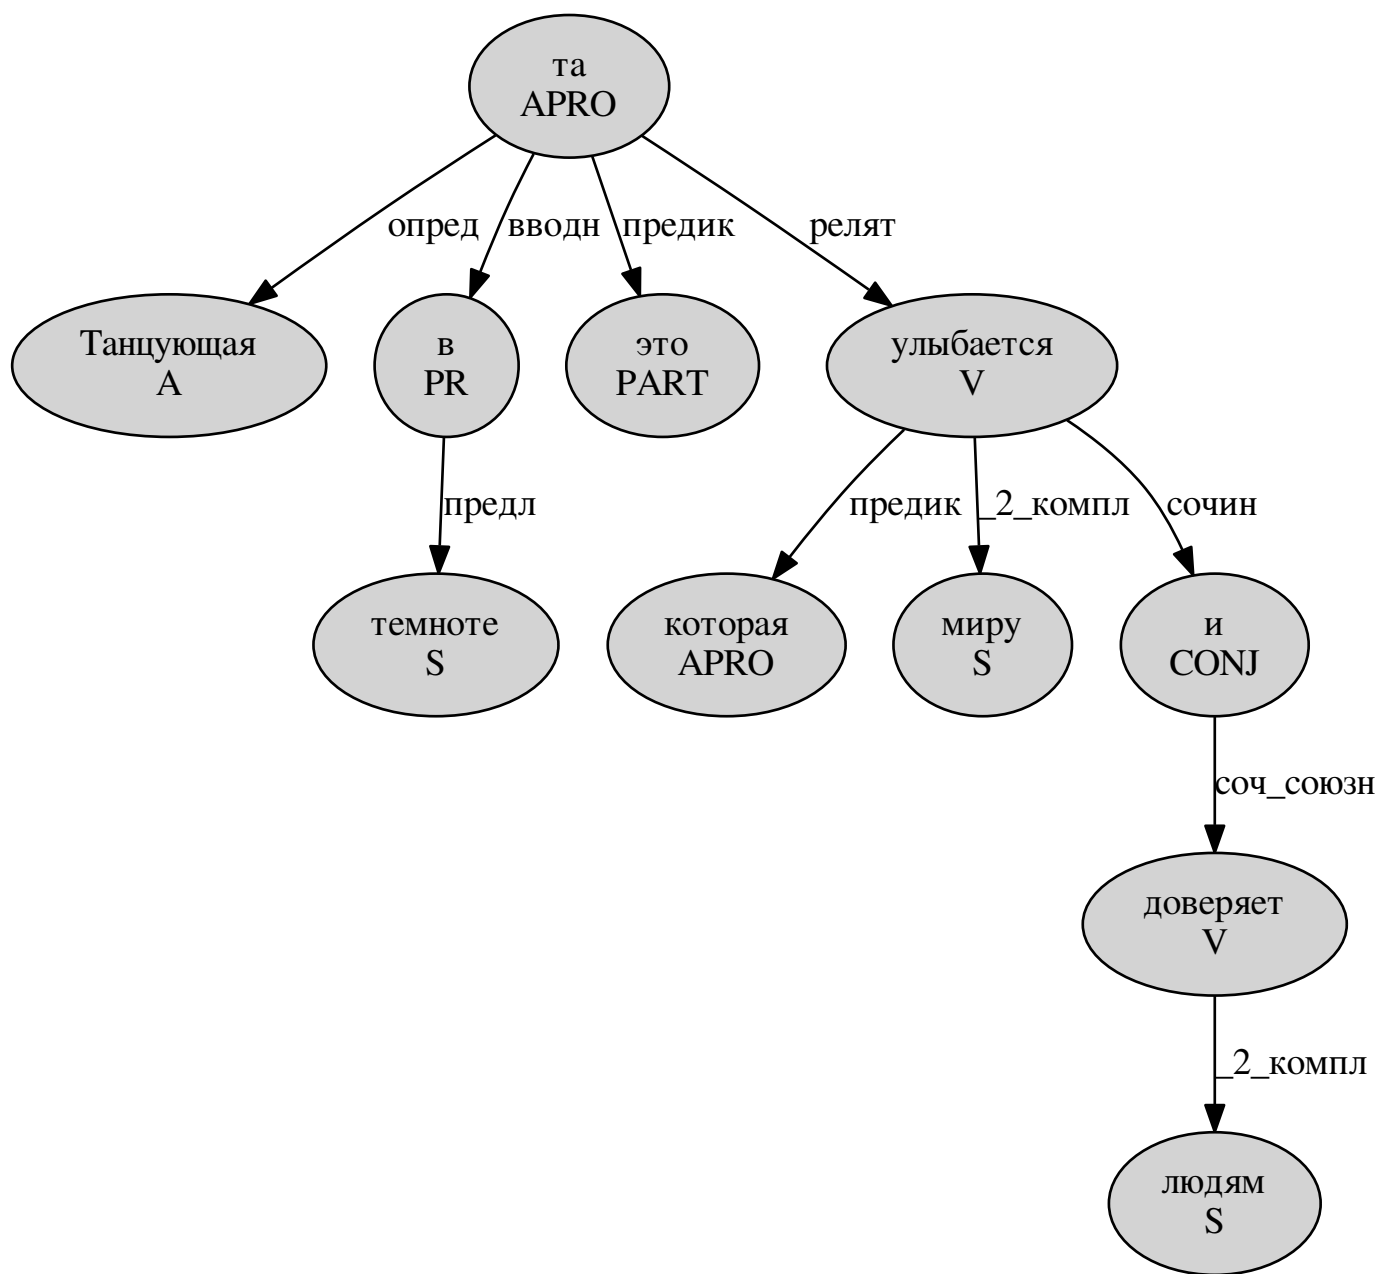 та
APRO
опред
вводн
предик
релят
Танцующая
A
в
PR
это
PART
улыбается
V
предл
предик
_2_компл
сочин
темноте
S
которая
APRO
миру
S
и
CONJ
соч_союзн
доверяет
V
_2_компл
людям
S